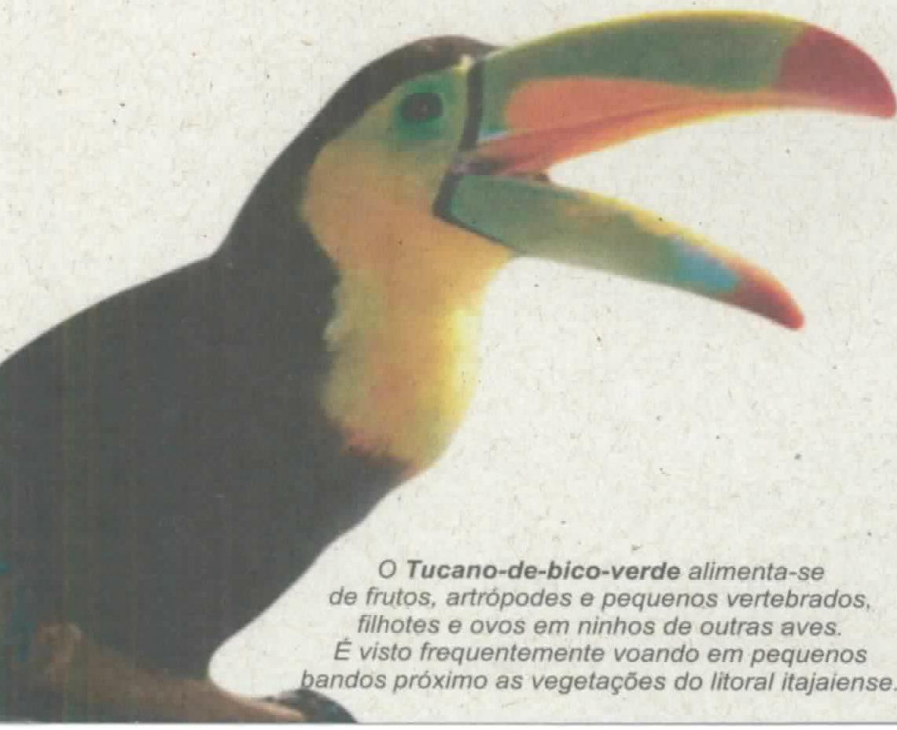 O Tucano-de-bico-verde alimenta-se
de frutos, artrópodes e pequenos vertebrados,
filhotes e ovos em ninhos de outras aves.
É visto frequentemente voando em pequenos
bandos próximo as vegetações do litoral itajaiense.